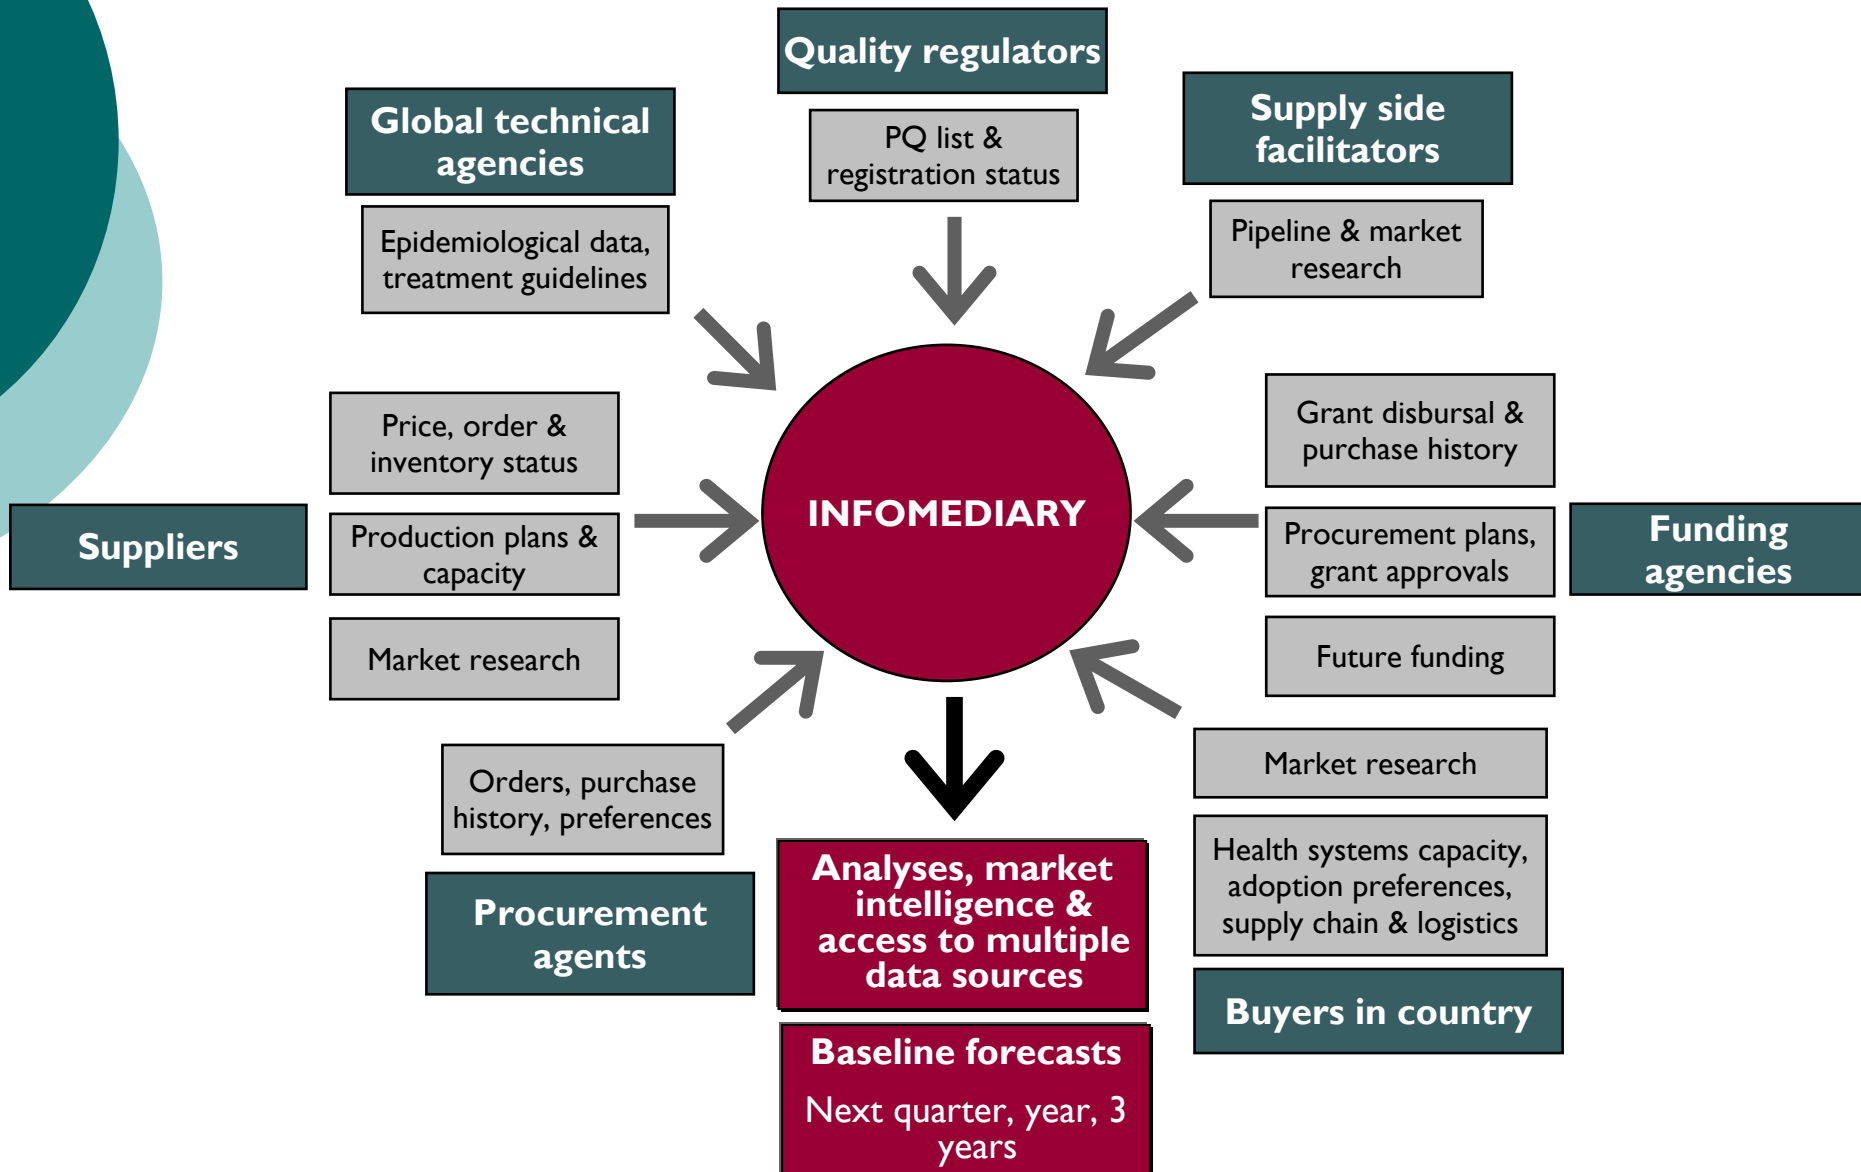 Quality regulators
PQ list &
registration status
Global technical
agencies
Epidemiological data,
treatment guidelines
Supply side
facilitators
Pipeline & market
research
Price, order &
inventory status
Production plans &
capacity
Market research
Suppliers
INFOMEDIARY
Grant disbursal &
purchase history
Procurement plans,
grant approvals
Future funding
Funding
agencies
Orders, purchase
history, preferences
Procurement
agents
Analyses, market
intelligence &
access to multiple
data sources
Baseline forecasts
Next quarter, year, 3
years
Market research
Health systems capacity,
adoption preferences,
supply chain & logistics
Buyers in country